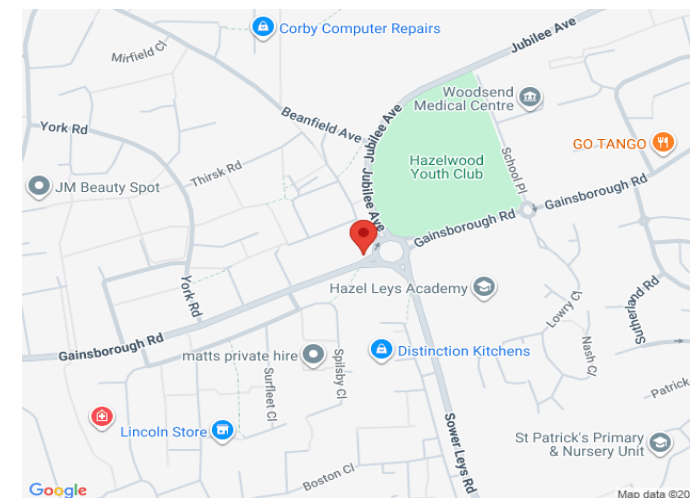 Corby Computer Repairs
Jubilee Ave
Mirfield Cl
Woodsend
Medical Centre
Beanfield Ave
York Rd
GO TANGO
Jubilee Ave
Hazelwood
Youth Club
School Pl
Thirsk Rd
JM Beauty Spot
Jubilee Ave
Gainsborough Rd
Gainsborough Rd
York Rd
Hazel Leys Academy
Sutherland Rd
Lowry Cl
Gainsborough Rd
matts private hire
Spilsby Cl
Distinction Kitchens
Nash Cl
Surfleet Cl
Patrick
Sower Leys Rd
Lincoln Store
St Patrick's Primary
& Nursery Unit
Boston Cl
Google
Map data ©20